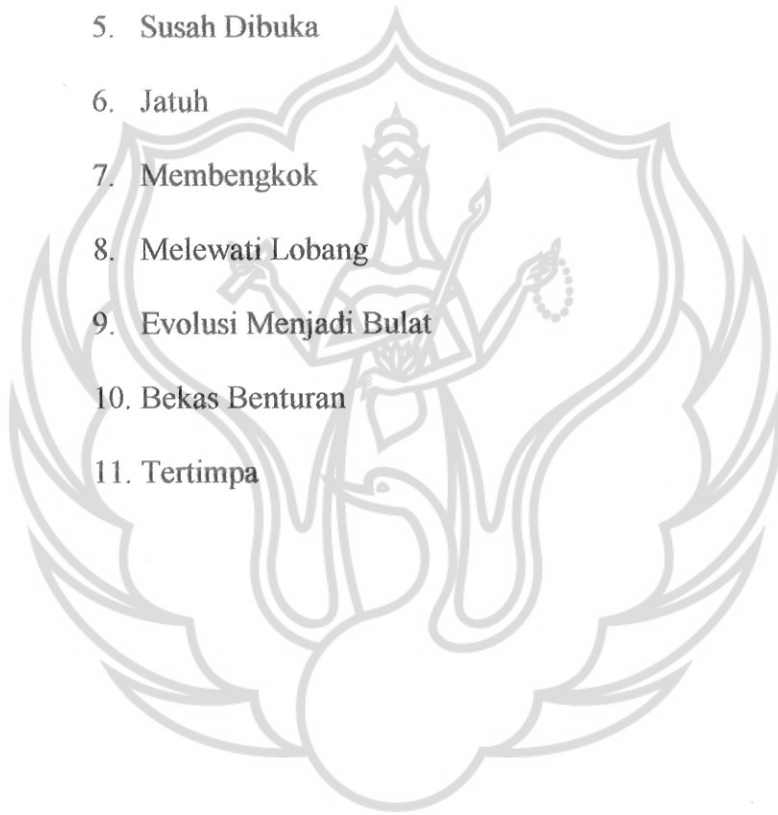 5. Susah Dibuka
6. Jatuh
7. Membengkok
8. Melewati Lobang
9. Evolusi Menjadi Bulat
10. Bekas Benturan
11. Tertimpa